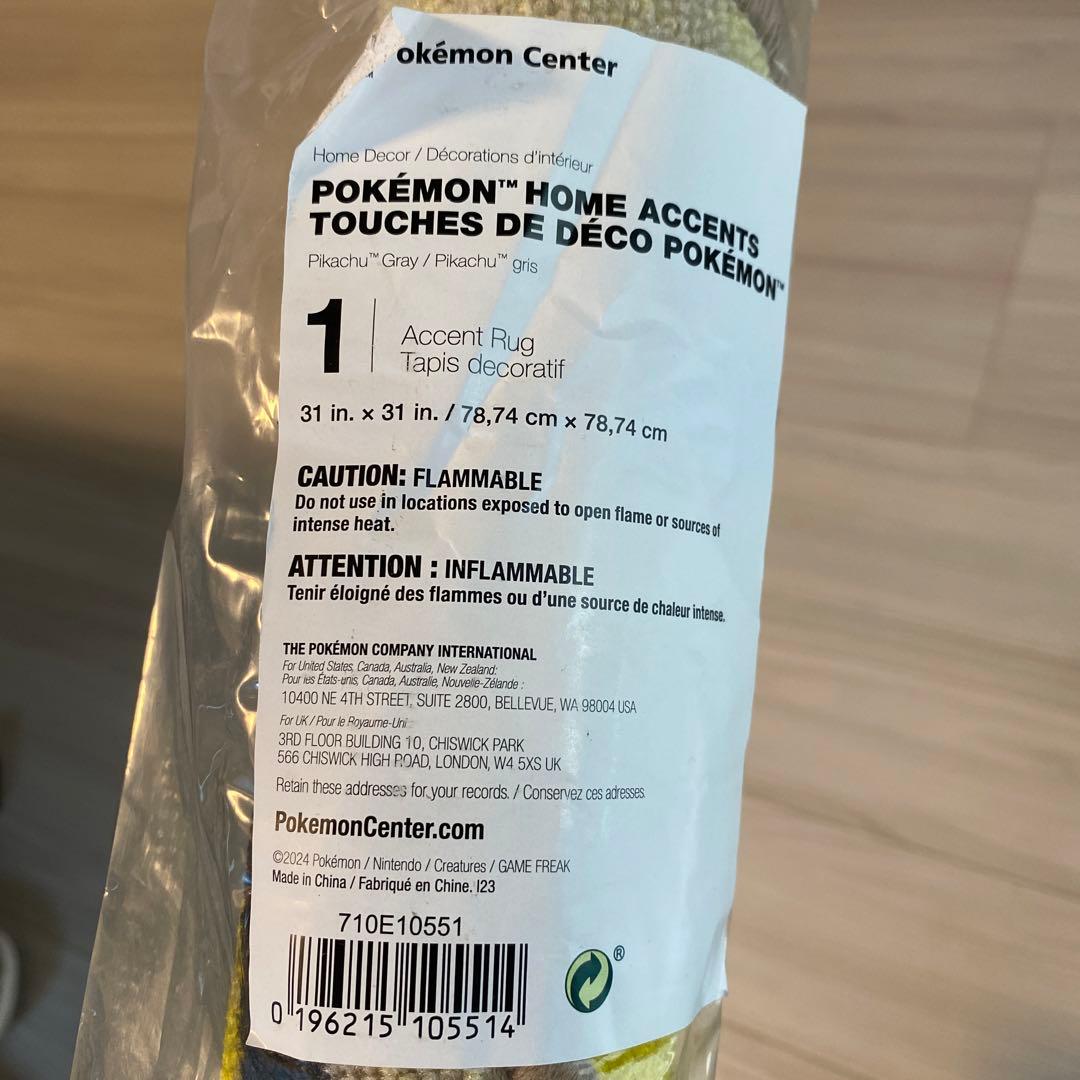 okémon Center
Home Decor / Décorations d'intérieur
POKÉMON™ HOME ACCENTS
TOUCHES DE DÉCO POKÉMON™
Pikachu™ Gray / Pikachu™ gris
1
Accent Rug
Tapis decoratif
31 in. × 31 in. / 78,74 cm × 78,74 cm
CAUTION: FLAMMABLE
Do not use in locations exposed to open flame or sources of
intense heat.
ATTENTION : INFLAMMABLE
Tenir éloigné des flammes ou d'une source de chaleur intense.
THE POKÉMON COMPANY INTERNATIONAL
For United States, Canada, Australia, New Zealand:
Pour les États-unis, Canada, Australie, Nouvelle-Zélande :
10400 NE 4TH STREET, SUITE 2800, BELLEVUE, WA 98004 USA
For UK / Pour le Royaume-Uni :
3RD FLOOR BUILDING 10, CHISWICK PARK
566 CHISWICK HIGH ROAD, LONDON, W4 5XS UK
Retain these addresses for your records. / Conservez ces adresses.
PokemonCenter.com
©2024 Pokémon / Nintendo / Creatures / GAME FREAK
Made in China / Fabriqué en Chine. I23
710E10551
®
0 196215 105514